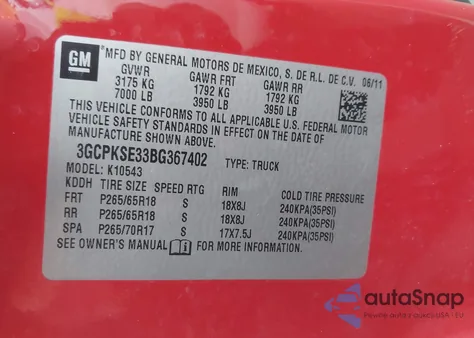 GM
MFD BY GENERAL MOTORS DE MEXICO, S. DE R.L. DE C.V. 06/11
GVWR GAWR FRT GAWR RR
3175 KG 1792 KG 1792 KG
7000 LB 3950 LB 3950 LB
THIS VEHICLE CONFORMS TO ALL APPLICABLE U.S. FEDERAL MOTOR
VEHICLE SAFETY STANDARDS IN EFFECT ON THE DATE OF
MANUFACTURE SHOWN ABOVE.
3GCPKSE33BG367402 TYPE: TRUCK
MODEL: K10543
KDDH TIRE SIZE SPEED RTG RIM COLD TIRE PRESSURE
FRT P265/65R18 S 18X8J 240KPA(35PSI)
RR P265/65R18 S 18X8J 240KPA(35PSI)
SPA P265/70R17 S 17X7.5J 240KPA(35PSI)
SEE OWNER'S MANUAL FOR MORE INFORMATION.
autoSnap